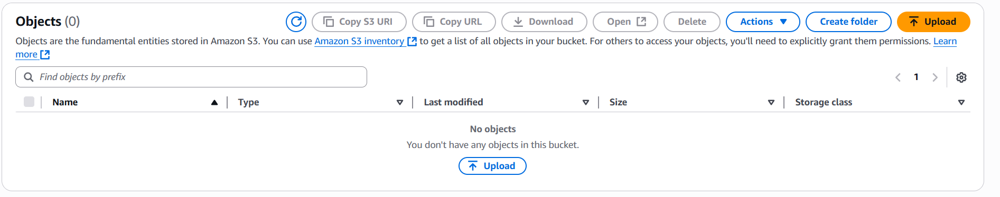 Objects (0)
Copy S3 URI
Copy URL
Download
Open
Delete
Actions
Create folder
Upload
Objects are the fundamental entities stored in Amazon S3. You can use Amazon S3 inventory to get a list of all objects in your bucket. For others to access your objects, you'll need to explicitly grant them permissions. Learn
more
Find objects by prefix
1
Name
Type
Last modified
Size
Storage class
No objects
You don't have any objects in this bucket.
Upload